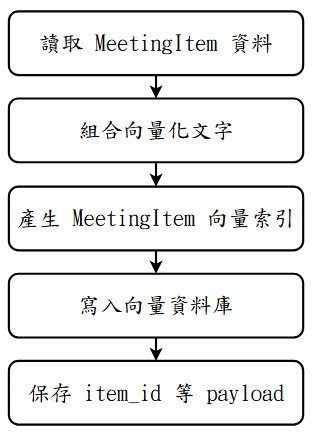 讀取 MeetingItem 資料
組合向量化文字
產生 MeetingItem 向量索引
寫入向量資料庫
保存 item_id 等 payload